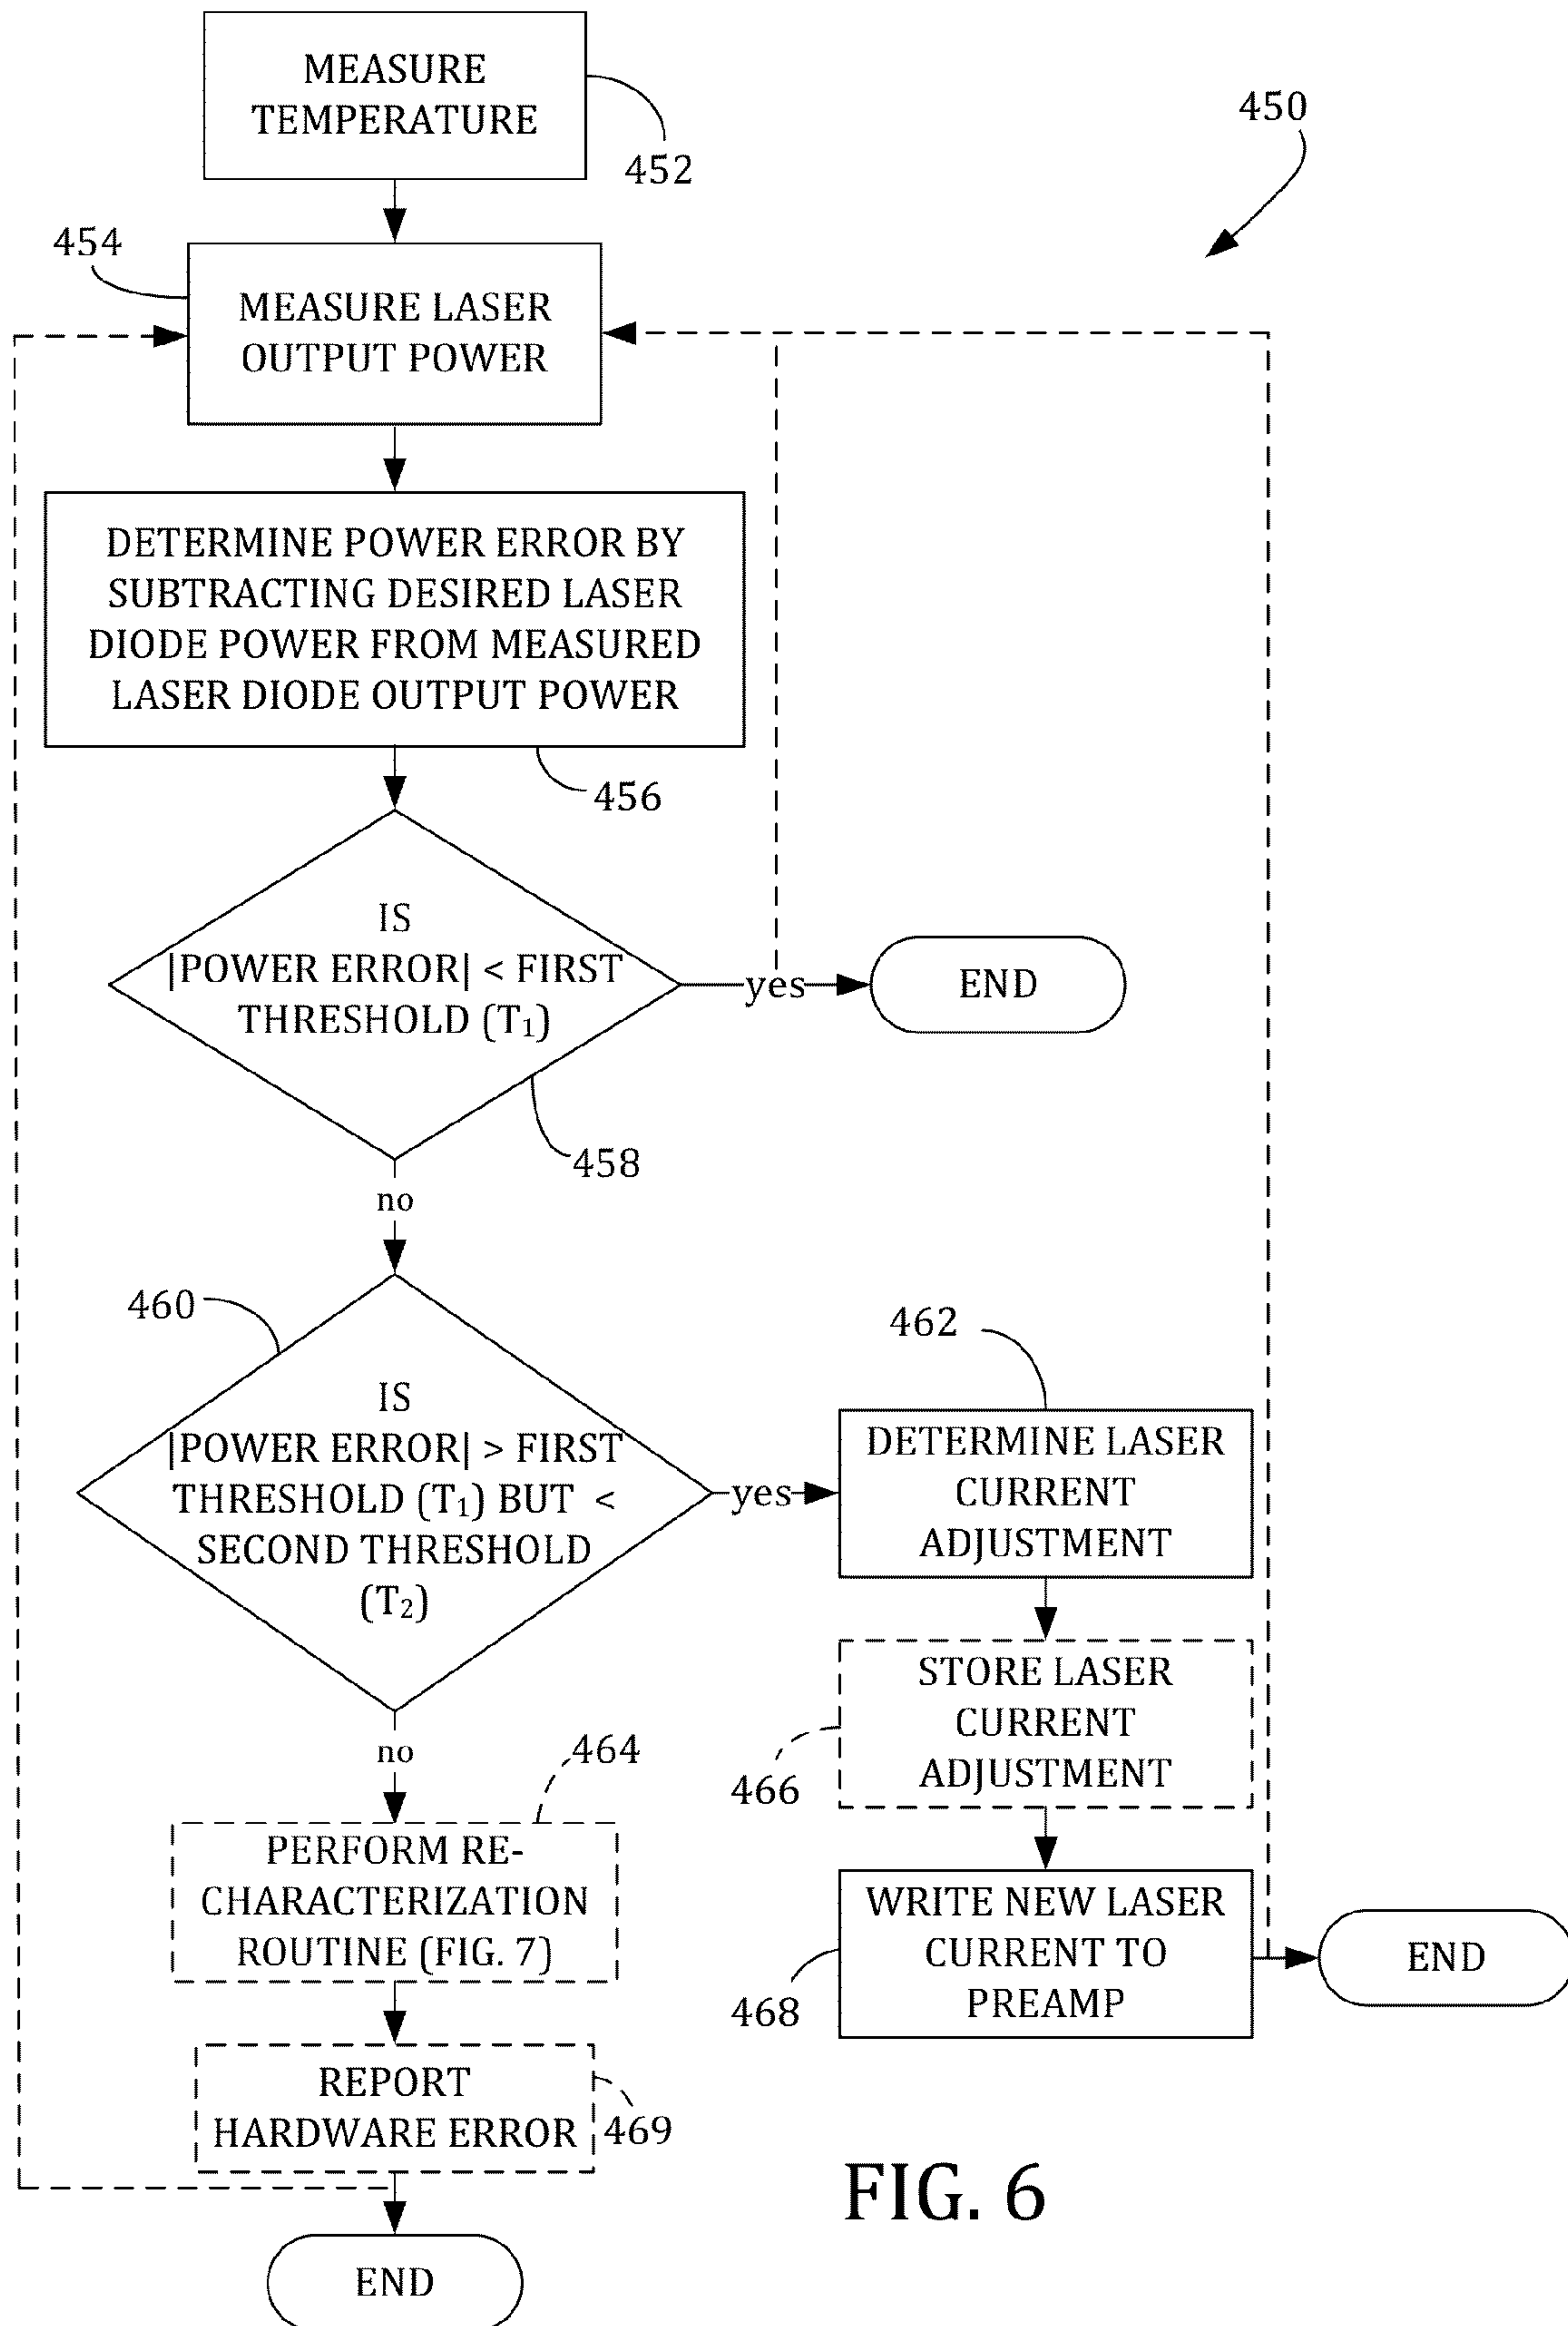 MEASURE
TEMPERATURE
452
450
454
MEASURE LASER
OUTPUT POWER
DETERMINE POWER ERROR BY
SUBTRACTING DESIRED LASER
DIODE POWER FROM MEASURED
LASER DIODE OUTPUT POWER
456
IS
|POWER ERROR| < FIRST
THRESHOLD (T₁)
yes
END
458
no
460
IS
|POWER ERROR| > FIRST
THRESHOLD (T₁) BUT <
SECOND THRESHOLD
(T₂)
yes
462
DETERMINE LASER
CURRENT
ADJUSTMENT
STORE LASER
CURRENT
ADJUSTMENT
466
no
464
PERFORM RE-
CHARACTERIZATION
ROUTINE (FIG. 7)
WRITE NEW LASER
CURRENT TO
PREAMP
468
END
REPORT
HARDWARE ERROR
469
END
FIG. 6